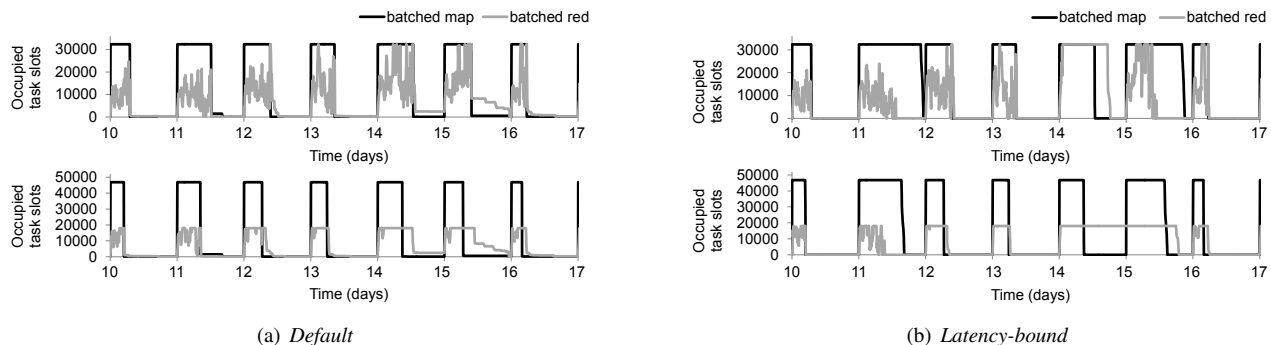 batched map batched red
Occupied
task slots
30000
20000
10000
0
10 11 12 13 14 15 16 17
Time (days)
Occupied
task slots
50000
40000
30000
20000
10000
0
10 11 12 13 14 15 16 17
Time (days)
(a) Default
batched map batched red
Occupied
task slots
30000
20000
10000
0
10 11 12 13 14 15 16 17
Time (days)
Occupied
task slots
50000
40000
30000
20000
10000
0
10 11 12 13 14 15 16 17
Time (days)
(b) Latency-bound